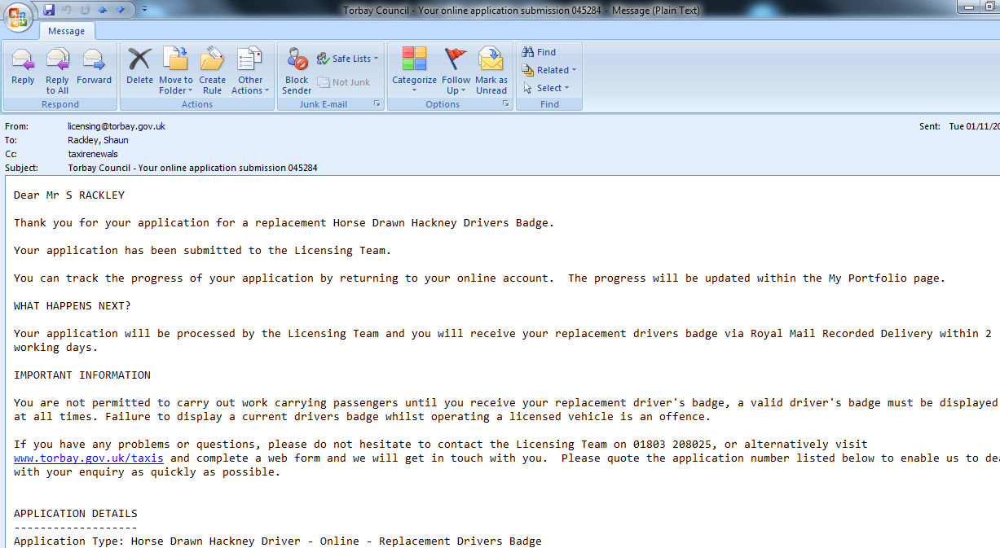 Torbay Council - Your online application submission 045284 - Message (Plain Text)
Message
Reply
Reply to All
Forward
Respond
Delete
Move to Folder
Create Rule
Other Actions
Actions
Block Sender
Safe Lists
Not Junk
Junk E-mail
Categorize
Follow Up
Mark as Unread
Options
Find
Related
Select
Find
From: licensing@torbay.gov.uk Sent: Tue 01/11/20
To: Rackley, Shaun
Cc: taxirenewals
Subject: Torbay Council - Your online application submission 045284
Dear Mr S RACKLEY
Thank you for your application for a replacement Horse Drawn Hackney Drivers Badge.
Your application has been submitted to the Licensing Team.
You can track the progress of your application by returning to your online account.  The progress will be updated within the My Portfolio page.
WHAT HAPPENS NEXT?
Your application will be processed by the Licensing Team and you will receive your replacement drivers badge via Royal Mail Recorded Delivery within 2
working days.
IMPORTANT INFORMATION
You are not permitted to carry out work carrying passengers until you receive your replacement driver's badge, a valid driver's badge must be displayed
at all times. Failure to display a current drivers badge whilst operating a licensed vehicle is an offence.
If you have any problems or questions, please do not hesitate to contact the Licensing Team on 01803 208025, or alternatively visit
www.torbay.gov.uk/taxis and complete a web form and we will get in touch with you.  Please quote the application number listed below to enable us to dea
with your enquiry as quickly as possible.
APPLICATION DETAILS
-------------------
Application Type: Horse Drawn Hackney Driver - Online - Replacement Drivers Badge